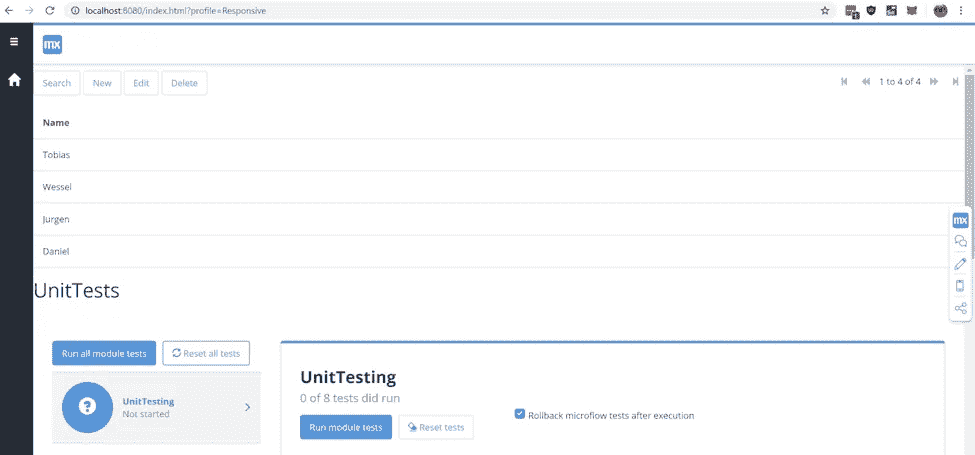 localhost:8080/index.html?profile=Responsive
mx
Search New Edit Delete 1 to 4 of 4
Name
Tobias
Wessel
Jurgen
Daniel
mx
UnitTests
Run all module tests Reset all tests
UnitTesting
Not started
UnitTesting
0 of 8 tests did run
Rollback microflow tests after execution
Run module tests Reset tests